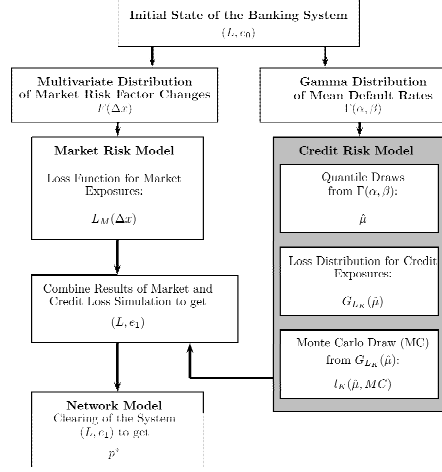 Initial State of the Banking System
(L, e₀)
Multivariate Distribution
of Market Risk Factor Changes
F(Δx)
Gamma Distribution
of Mean Default Rates
Γ(α, β)
Market Risk Model
Loss Function for Market
Exposures:
L_M(Δx)
Credit Risk Model
Quantile Draws
from Γ(α, β):
μ̂
Loss Distribution for Credit
Exposures:
G_{L_K}(μ̂)
Monte Carlo Draw (MC)
from G_{L_K}(μ̂):
l_K(μ̂, MC)
Combine Results of Market and
Credit Loss Simulation to get
(L, e₁)
Network Model
Clearing of the System
(L, e₁) to get
p*